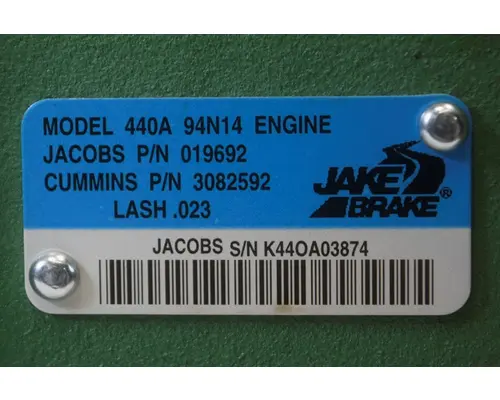 MODEL 440A 94N14 ENGINE
JACOBS P/N 019692
CUMMINS P/N 3082592
LASH .023
JAKE
BRAKE®
JACOBS S/N K44OA03874